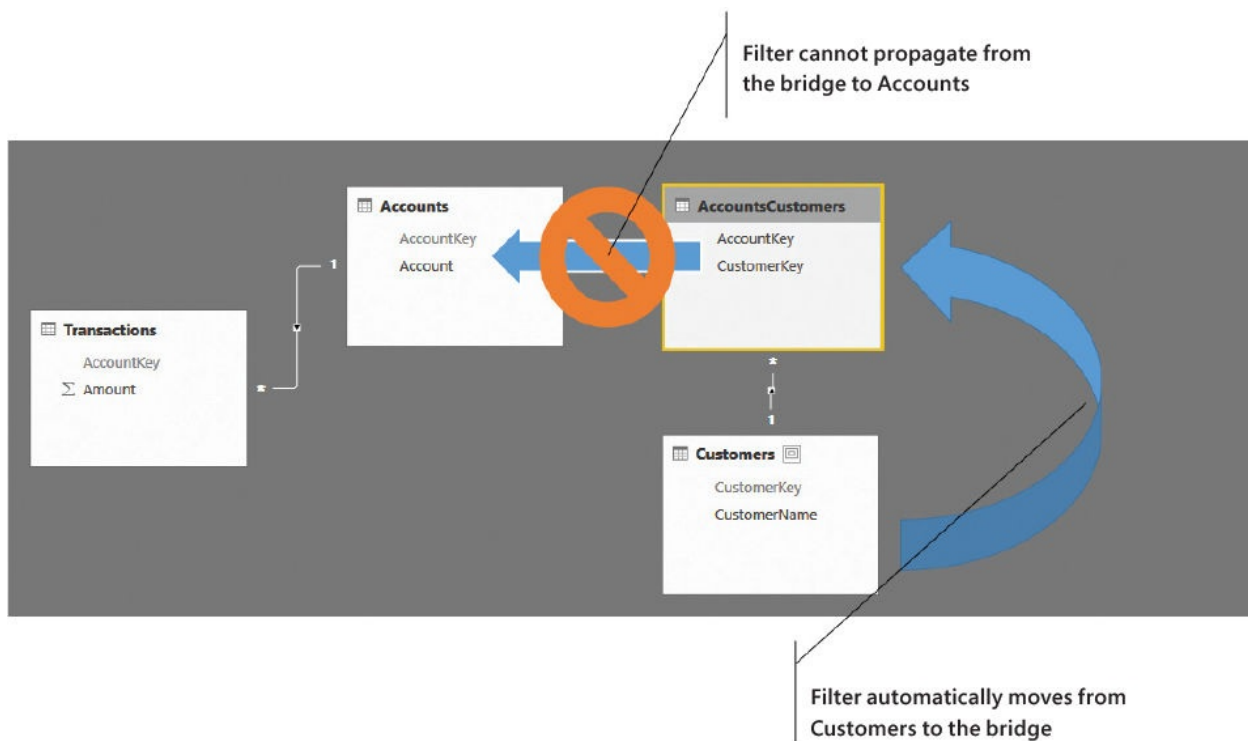 Filter cannot propagate from
the bridge to Accounts
Accounts
AccountKey
Account
AccountsCustomers
AccountKey
CustomerKey
1
Transactions
AccountKey
Σ Amount
*
*
1
Customers
CustomerKey
CustomerName
Filter automatically moves from
Customers to the bridge